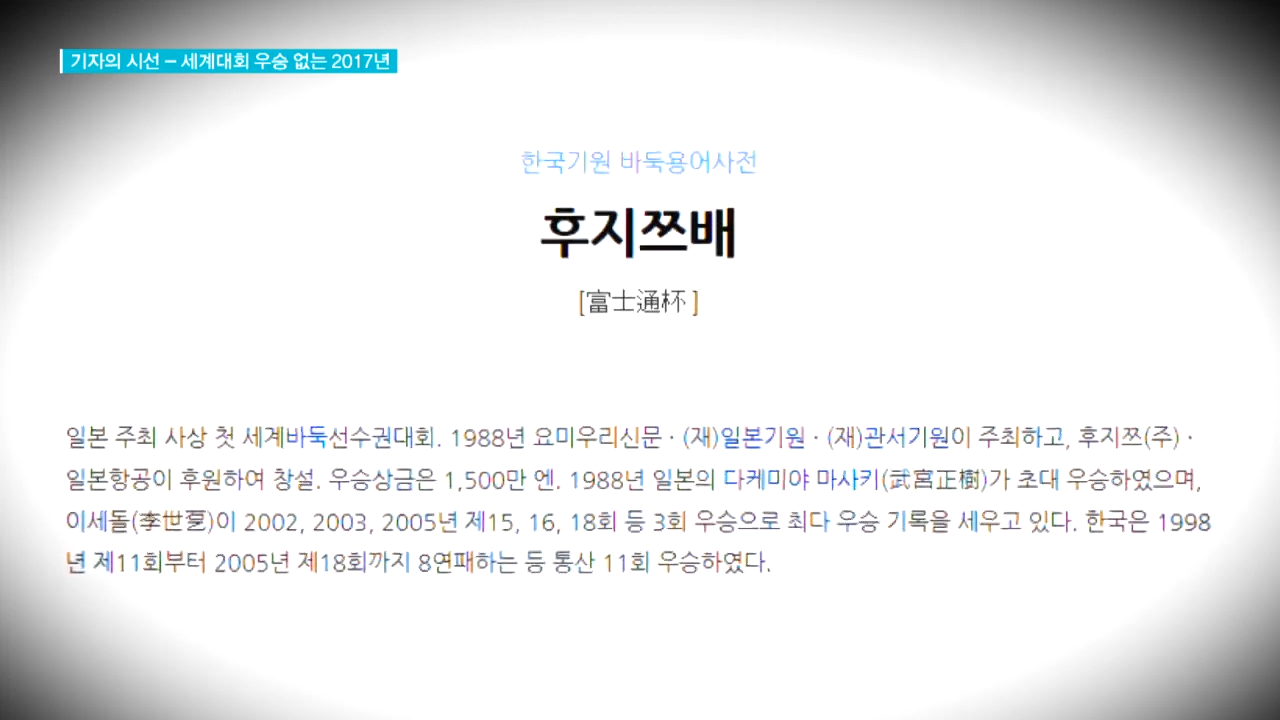 기자의 시선 – 세계대회 우승 없는 2017년
한국기원 바둑용어사전
후지쯔배
[富士通杯 ]
일본 주최 사상 첫 세계바둑선수권대회. 1988년 요미우리신문 · (재)일본기원 · (재)관서기원이 주최하고, 후지쯔(주) ·
일본항공이 후원하여 창설. 우승상금은 1,500만 엔. 1988년 일본의 다케미야 마사키(武宮正樹)가 초대 우승하였으며,
이세돌(李世乭)이 2002, 2003, 2005년 제15, 16, 18회 등 3회 우승으로 최다 우승 기록을 세우고 있다. 한국은 1998
년 제11회부터 2005년 제18회까지 8연패하는 등 통산 11회 우승하였다.